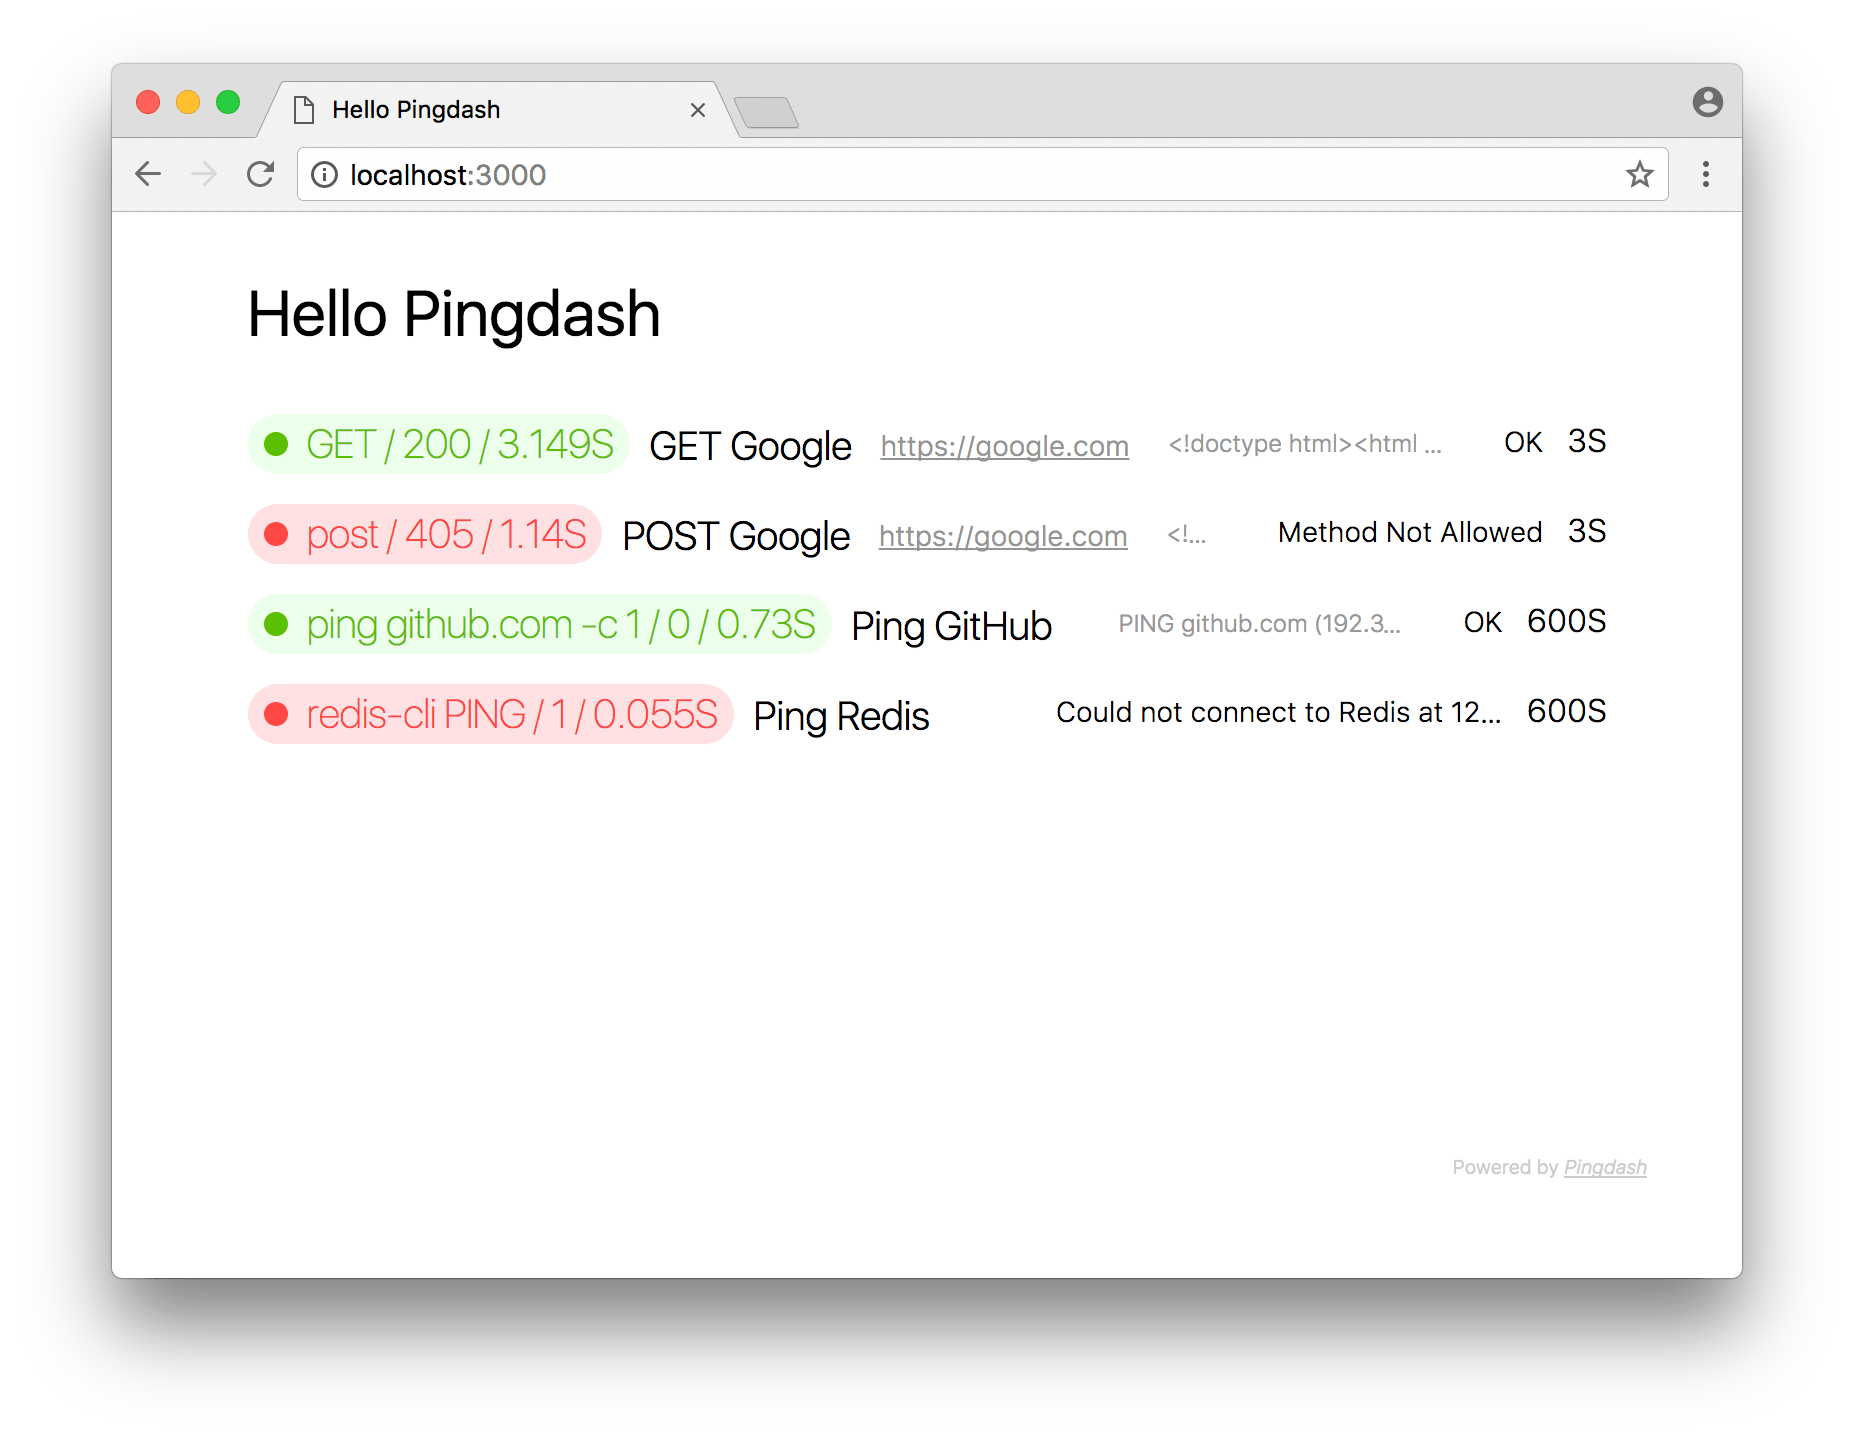 Hello Pingdash
localhost:3000
Hello Pingdash
GET / 200 / 3.149S GET Google https://google.com <!doctype html><html ... OK 3S
post / 405 / 1.14S POST Google https://google.com <!... Method Not Allowed 3S
ping github.com -c 1 / 0 / 0.73S Ping GitHub PING github.com (192.3... OK 600S
redis-cli PING / 1 / 0.055S Ping Redis Could not connect to Redis at 12... 600S
Powered by Pingdash